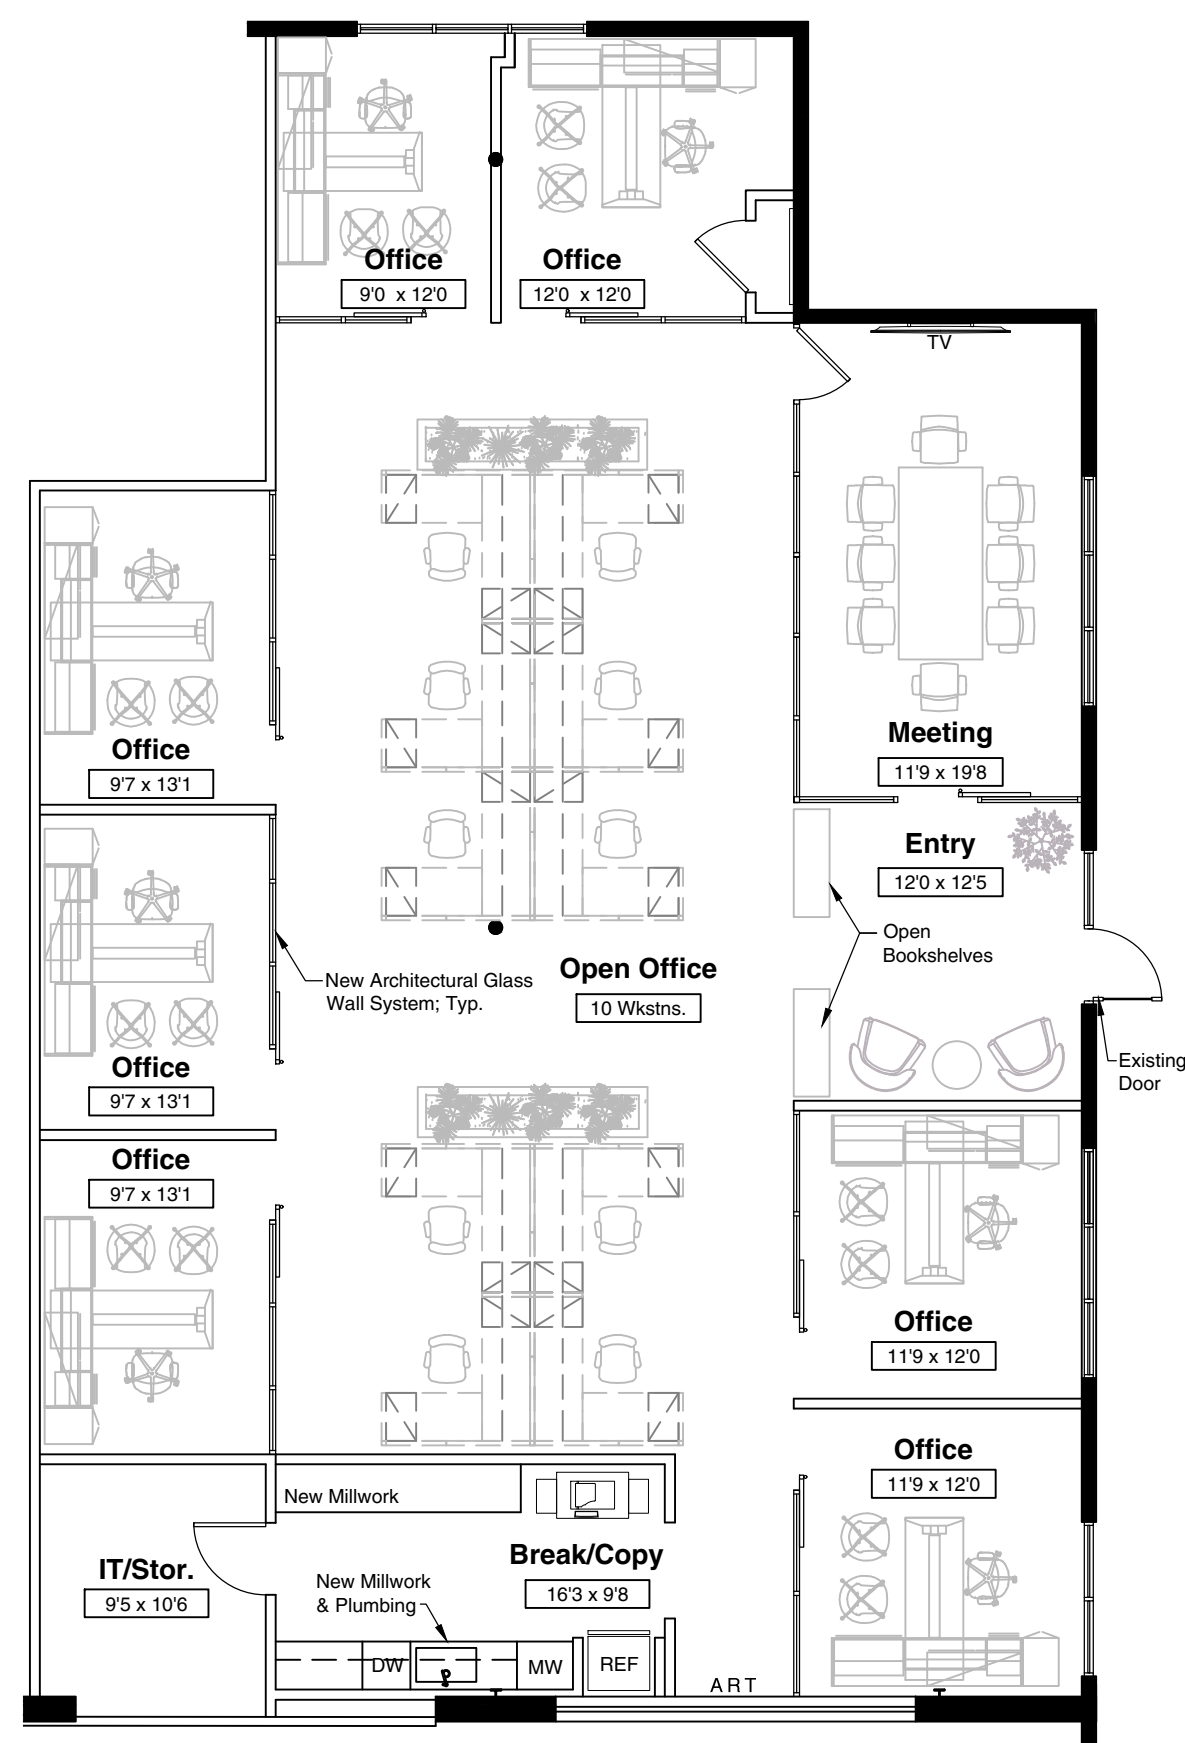 Office
9'0 x 12'0
Office
12'0 x 12'0
TV
Meeting
11'9 x 19'8
Office
9'7 x 13'1
Entry
12'0 x 12'5
Open
Bookshelves
New Architectural Glass
Wall System; Typ.
Open Office
10 Wkstns.
Existing
Door
Office
9'7 x 13'1
Office
9'7 x 13'1
Office
11'9 x 12'0
Office
11'9 x 12'0
New Millwork
Break/Copy
16'3 x 9'8
IT/Stor.
9'5 x 10'6
New Millwork
& Plumbing
DW
MW
REF
ART